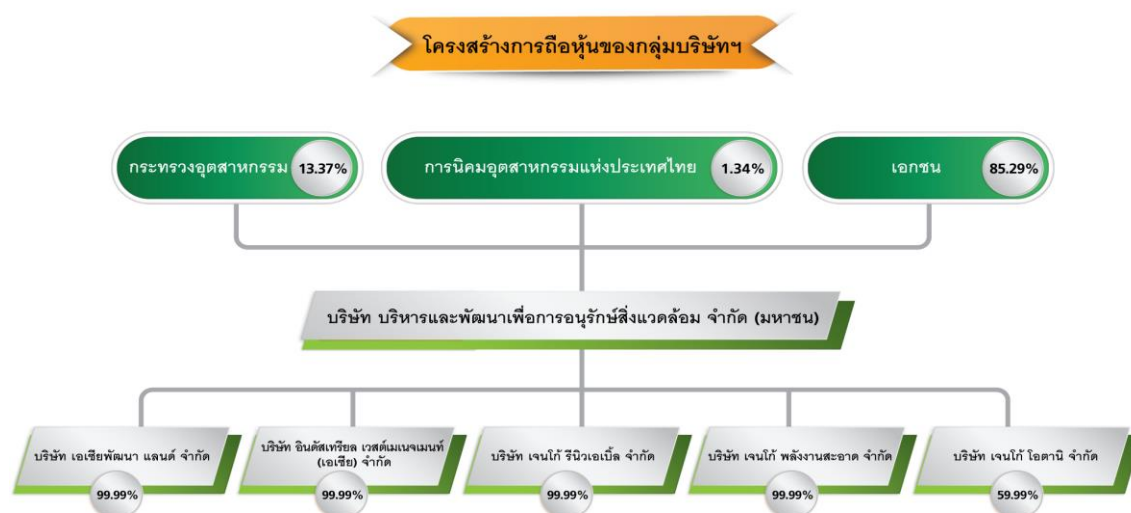 โครงสร้างการถือหุ้นของกลุ่มบริษัทฯ
กระทรวงอุตสาหกรรม 13.37%
การนิคมอุตสาหกรรมแห่งประเทศไทย 1.34%
เอกชน 85.29%
บริษัท บริหารและพัฒนาเพื่อการอนุรักษ์สิ่งแวดล้อม จำกัด (มหาชน)
บริษัท เอเชียพัฒนา แลนด์ จำกัด
99.99%
บริษัท อินดัสเทรียล เวสต์เมเนจเมนท์
(เอเซีย) จำกัด
99.99%
บริษัท เจนโก้ รีนิวเอเบิ้ล จำกัด
99.99%
บริษัท เจนโก้ พลังงานสะอาด จำกัด
99.99%
บริษัท เจนโก้ โอตานิ จำกัด
59.99%